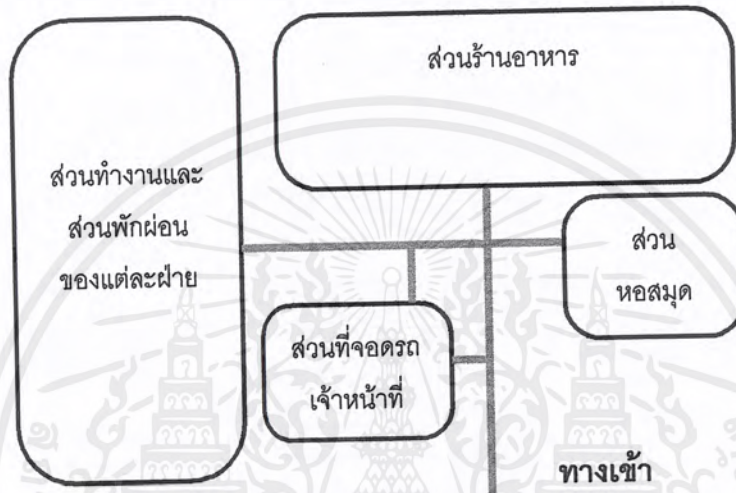 ส่วนร้านอาหาร
ส่วนทำงานและ
ส่วนพักผ่อน
ของแต่ละฝ่าย
ส่วน
หอสมุด
ส่วนที่จอดรถ
เจ้าหน้าที่
ทางเข้า